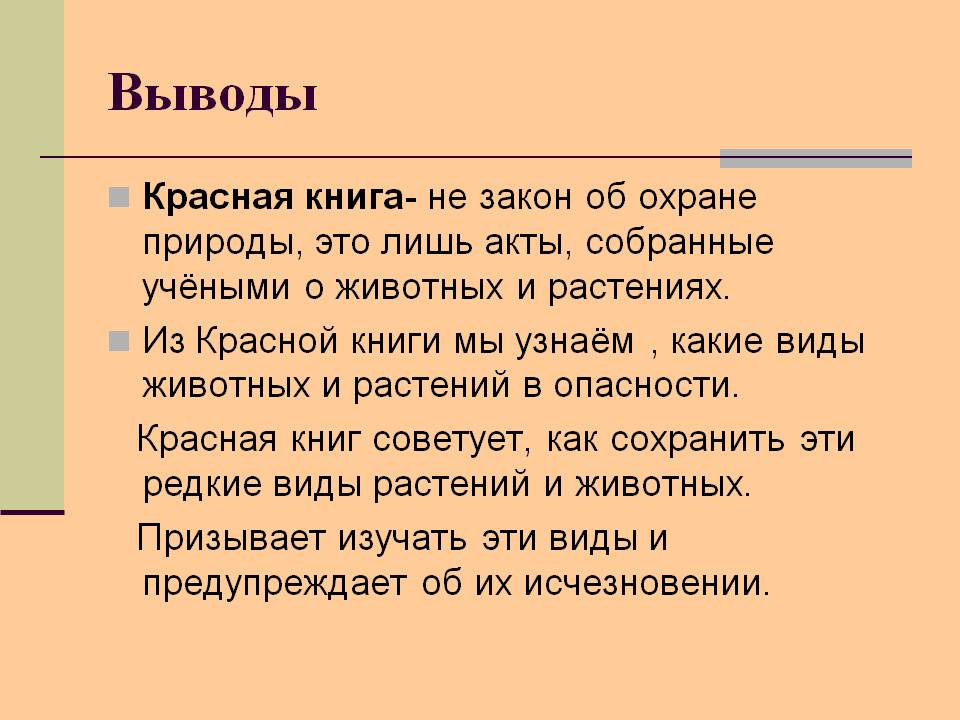 Выводы
Красная книга- не закон об охране
природы, это лишь акты, собранные
учёными о животных и растениях.
Из Красной книги мы узнаём , какие виды
животных и растений в опасности.
Красная книг советует, как сохранить эти
редкие виды растений и животных.
Призывает изучать эти виды и
предупреждает об их исчезновении.